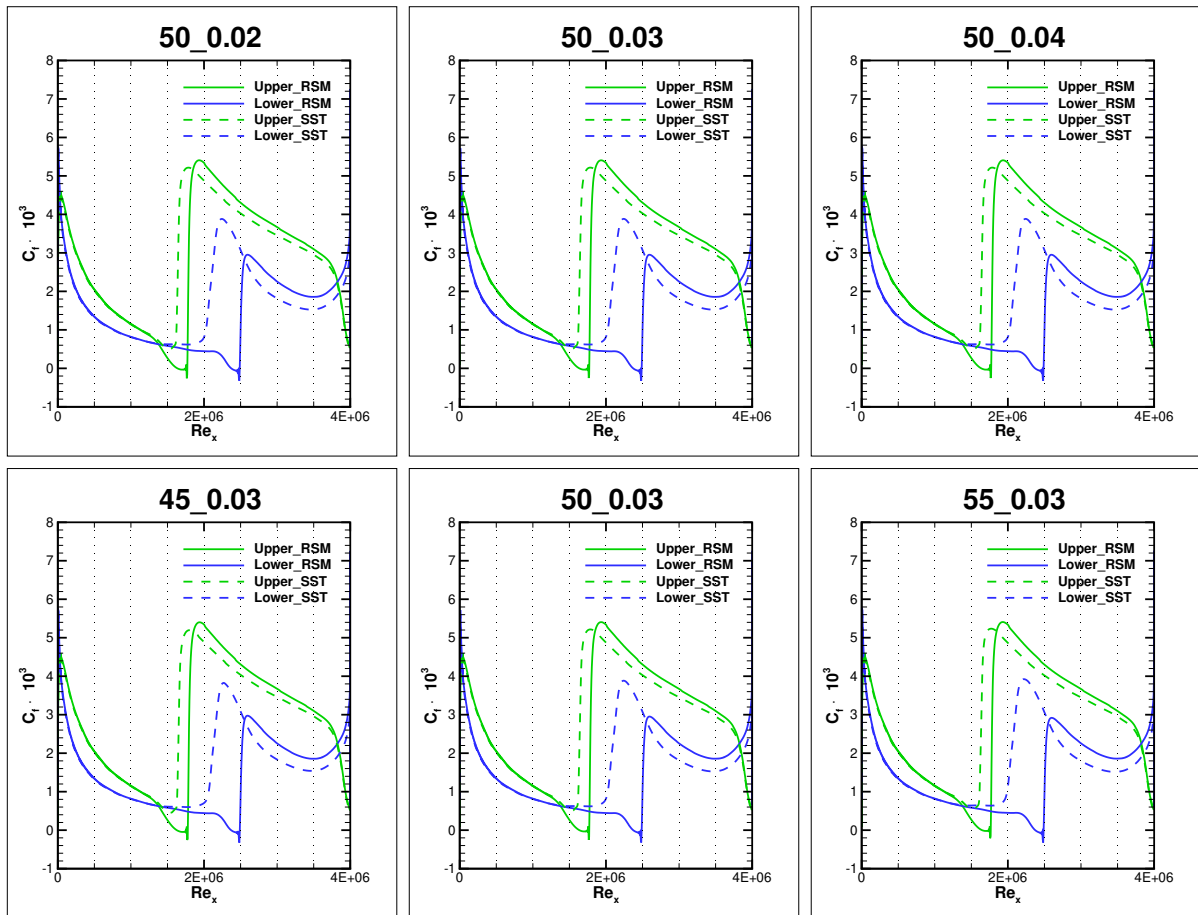 50_0.02
8
7
6
5
4
3
2
1
0
-1
C_f · 10^3
Upper_RSM
Lower_RSM
Upper_SST
Lower_SST
0 2E+06 4E+06
Re_x
50_0.03
8
7
6
5
4
3
2
1
0
-1
C_f · 10^3
Upper_RSM
Lower_RSM
Upper_SST
Lower_SST
0 2E+06 4E+06
Re_x
50_0.04
8
7
6
5
4
3
2
1
0
-1
C_f · 10^3
Upper_RSM
Lower_RSM
Upper_SST
Lower_SST
0 2E+06 4E+06
Re_x
45_0.03
8
7
6
5
4
3
2
1
0
-1
C_f · 10^3
Upper_RSM
Lower_RSM
Upper_SST
Lower_SST
0 2E+06 4E+06
Re_x
50_0.03
8
7
6
5
4
3
2
1
0
-1
C_f · 10^3
Upper_RSM
Lower_RSM
Upper_SST
Lower_SST
0 2E+06 4E+06
Re_x
55_0.03
8
7
6
5
4
3
2
1
0
-1
C_f · 10^3
Upper_RSM
Lower_RSM
Upper_SST
Lower_SST
0 2E+06 4E+06
Re_x